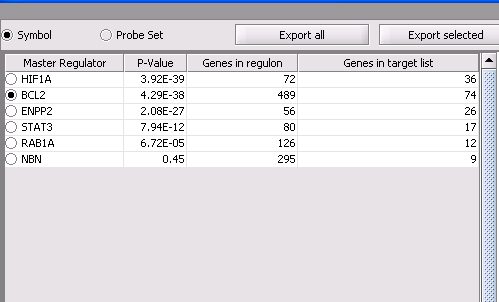 Symbol Probe Set Export all Export selected
Master Regulator P-Value Genes in regulon Genes in target list
HIF1A 3.92E-39 72 36
BCL2 4.29E-38 489 74
ENPP2 2.08E-27 56 26
STAT3 7.94E-12 80 17
RAB1A 6.72E-05 126 12
NBN 0.45 295 9